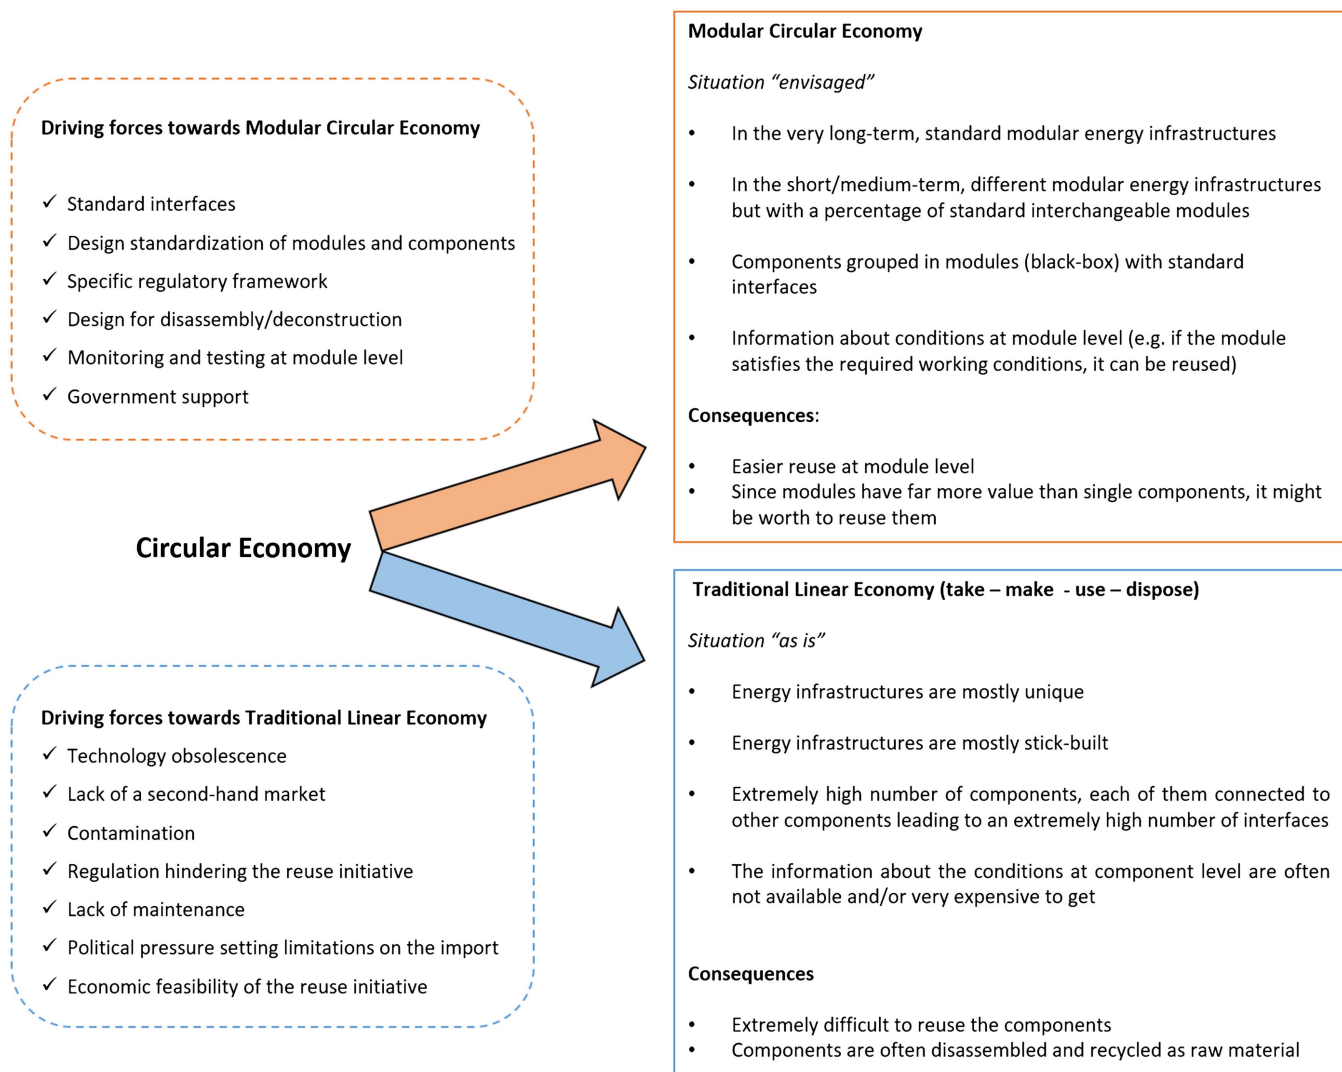 Driving forces towards Modular Circular Economy
✓ Standard interfaces
✓ Design standardization of modules and components
✓ Specific regulatory framework
✓ Design for disassembly/deconstruction
✓ Monitoring and testing at module level
✓ Government support
Circular Economy
Driving forces towards Traditional Linear Economy
✓ Technology obsolescence
✓ Lack of a second-hand market
✓ Contamination
✓ Regulation hindering the reuse initiative
✓ Lack of maintenance
✓ Political pressure setting limitations on the import
✓ Economic feasibility of the reuse initiative
Modular Circular Economy
Situation “envisaged”
• In the very long-term, standard modular energy infrastructures
• In the short/medium-term, different modular energy infrastructures
but with a percentage of standard interchangeable modules
• Components grouped in modules (black-box) with standard
interfaces
• Information about conditions at module level (e.g. if the module
satisfies the required working conditions, it can be reused)
Consequences:
• Easier reuse at module level
• Since modules have far more value than single components, it might
be worth to reuse them
Traditional Linear Economy (take – make - use – dispose)
Situation “as is”
• Energy infrastructures are mostly unique
• Energy infrastructures are mostly stick-built
• Extremely high number of components, each of them connected to
other components leading to an extremely high number of interfaces
• The information about the conditions at component level are often
not available and/or very expensive to get
Consequences
• Extremely difficult to reuse the components
• Components are often disassembled and recycled as raw material